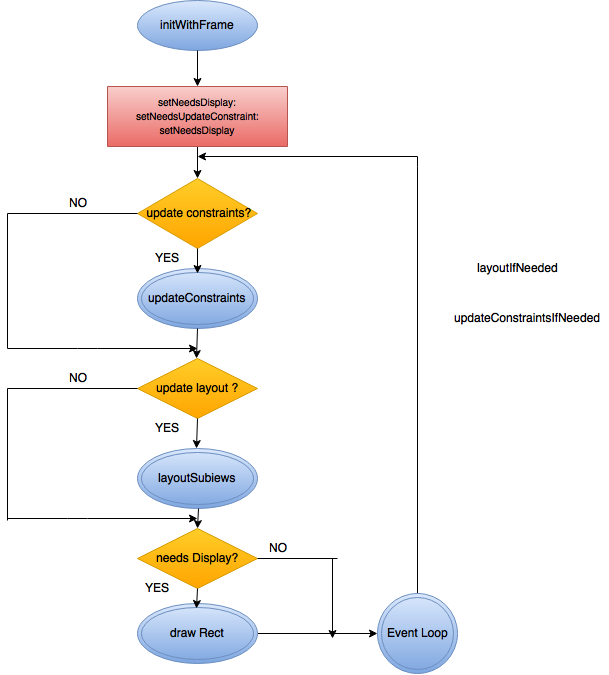 initWithFrame
setNeedsDisplay:
setNeedsUpdateConstraint:
setNeedsDisplay
NO
update constraints?
YES
layoutIfNeeded
updateConstraints
updateConstraintsIfNeeded
NO
update layout ?
YES
layoutSubiews
NO
needs Display?
YES
draw Rect
Event Loop